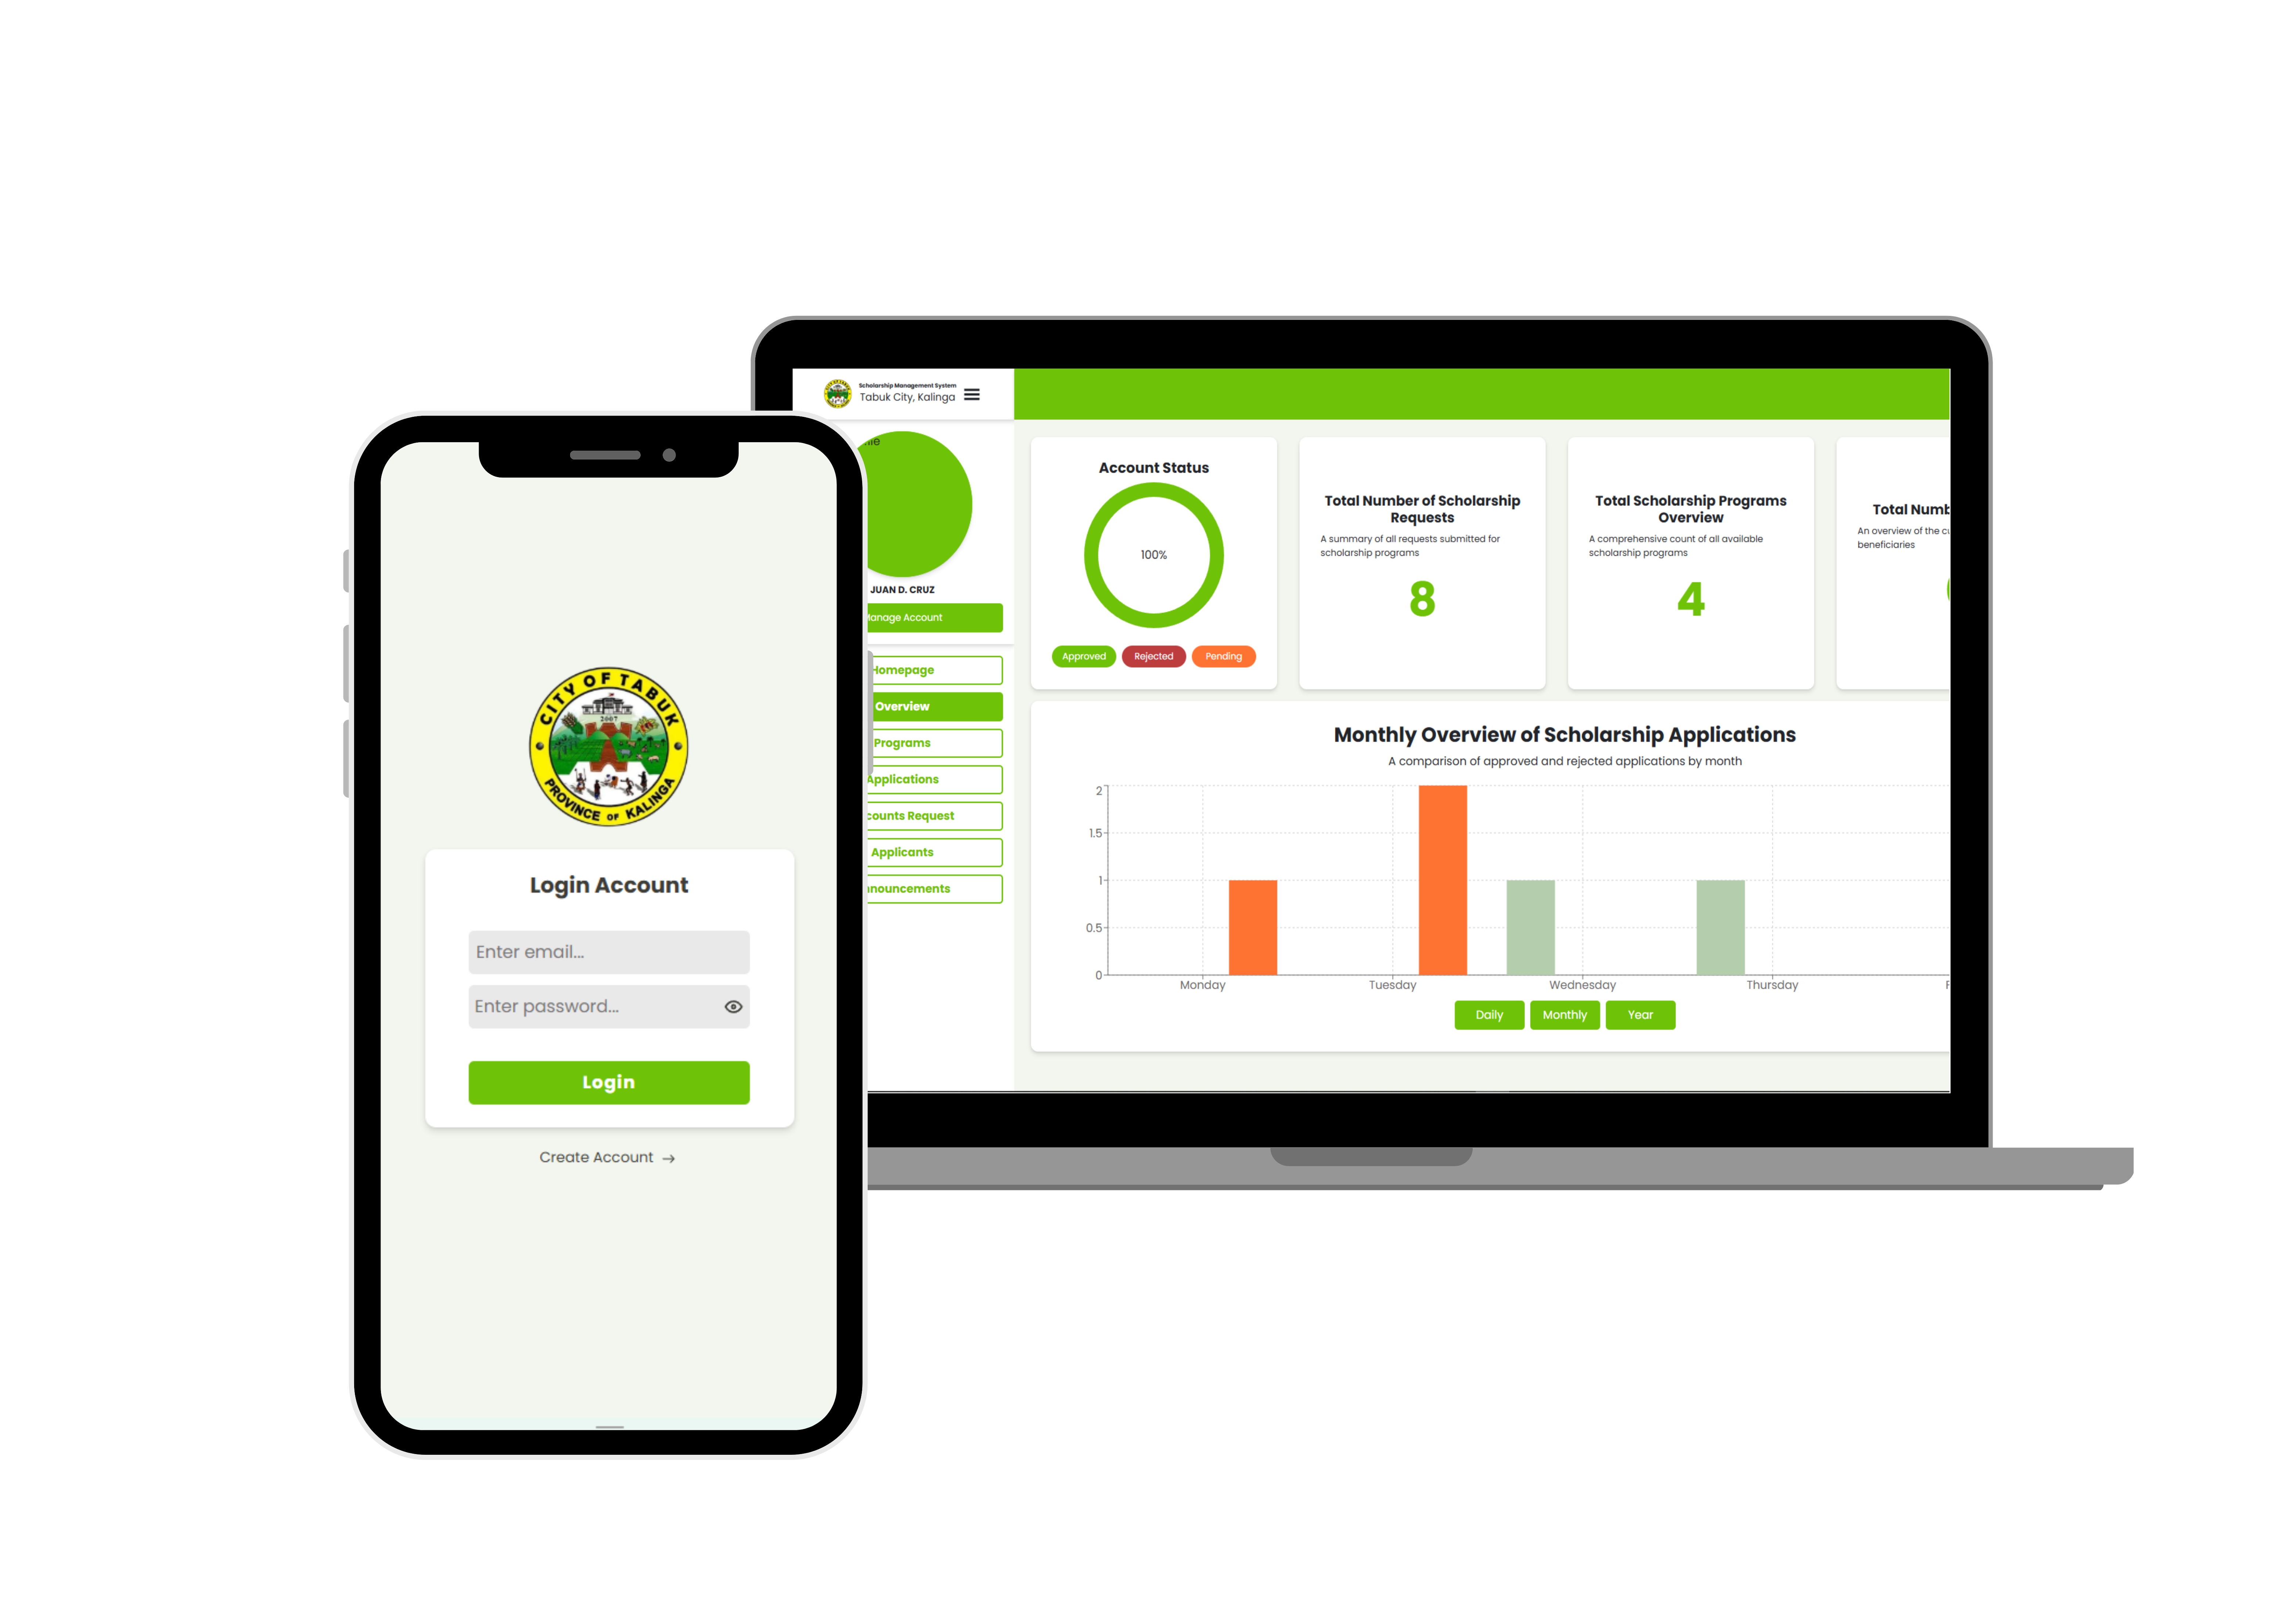 CITY OF TABUK
2007
PROVINCE OF KALINGA
Login Account
Enter email...
Enter password...
Login
Create Account →
Scholarship Management System
Tabuk City, Kalinga
JUAN D. CRUZ
anage Account
Homepage
Overview
Programs
Applications
counts Request
Applicants
nouncements
Account Status
100%
Approved Rejected Pending
Total Number of Scholarship
Requests
A summary of all requests submitted for
scholarship programs
8
Total Scholarship Programs
Overview
A comprehensive count of all available
scholarship programs
4
Total Numb
An overview of the cu
beneficiaries
Monthly Overview of Scholarship Applications
A comparison of approved and rejected applications by month
2
1.5
1
0.5
0
Monday Tuesday Wednesday Thursday F
Daily Monthly Year